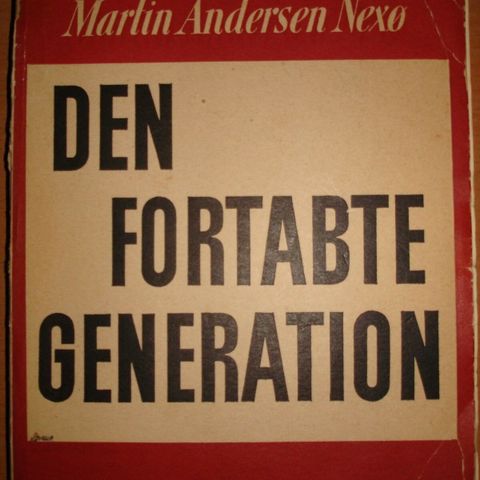 Martin Andersen Nexø
DEN
FORTABTE
GENERATION